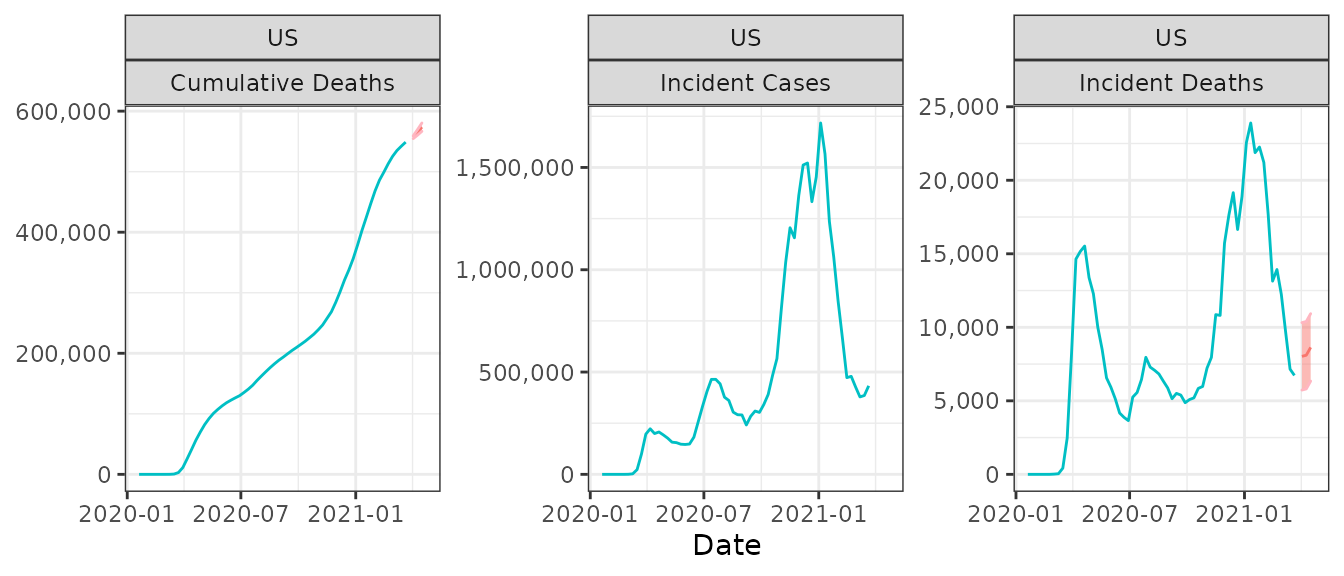 US
Cumulative Deaths
600,000
400,000
200,000
0
2020-01 2020-07 2021-01
US
Incident Cases
1,500,000
1,000,000
500,000
0
2020-01 2020-07 2021-01
US
Incident Deaths
25,000
20,000
15,000
10,000
5,000
0
2020-01 2020-07 2021-01
Date